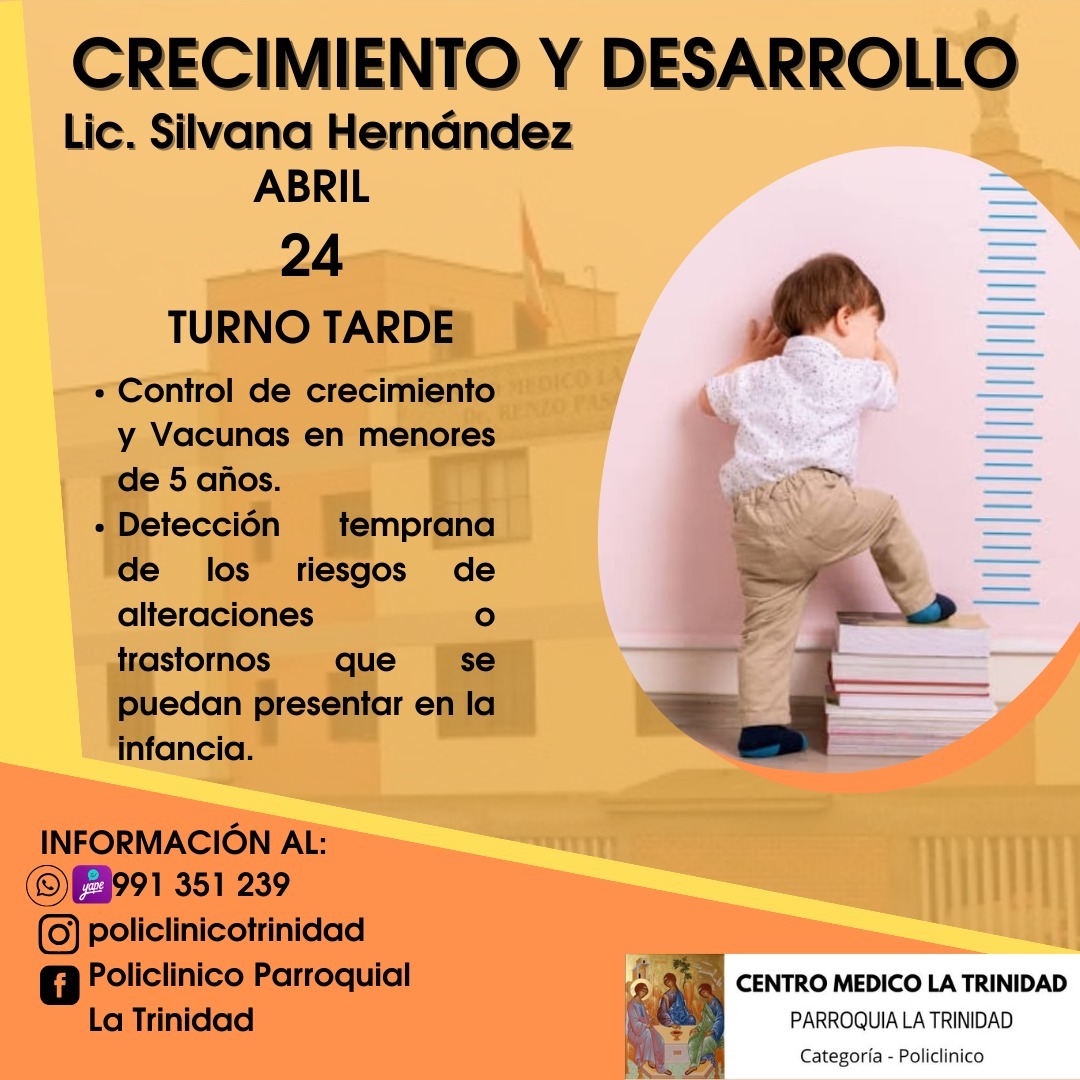 CRECIMIENTO Y DESARROLLO
Lic. Silvana Hernández
ABRIL
24
TURNO TARDE
• Control de crecimiento
y Vacunas en menores
de 5 años.
• Detección temprana
de los riesgos de
alteraciones o
trastornos que se
puedan presentar en la
infancia.
MEDICO LA
INFORMACIÓN AL:
yape 991 351 239
policlinicotrinidad
Policlinico Parroquial
La Trinidad
CENTRO MEDICO LA TRINIDAD
PARROQUIA LA TRINIDAD
Categoría - Policlinico